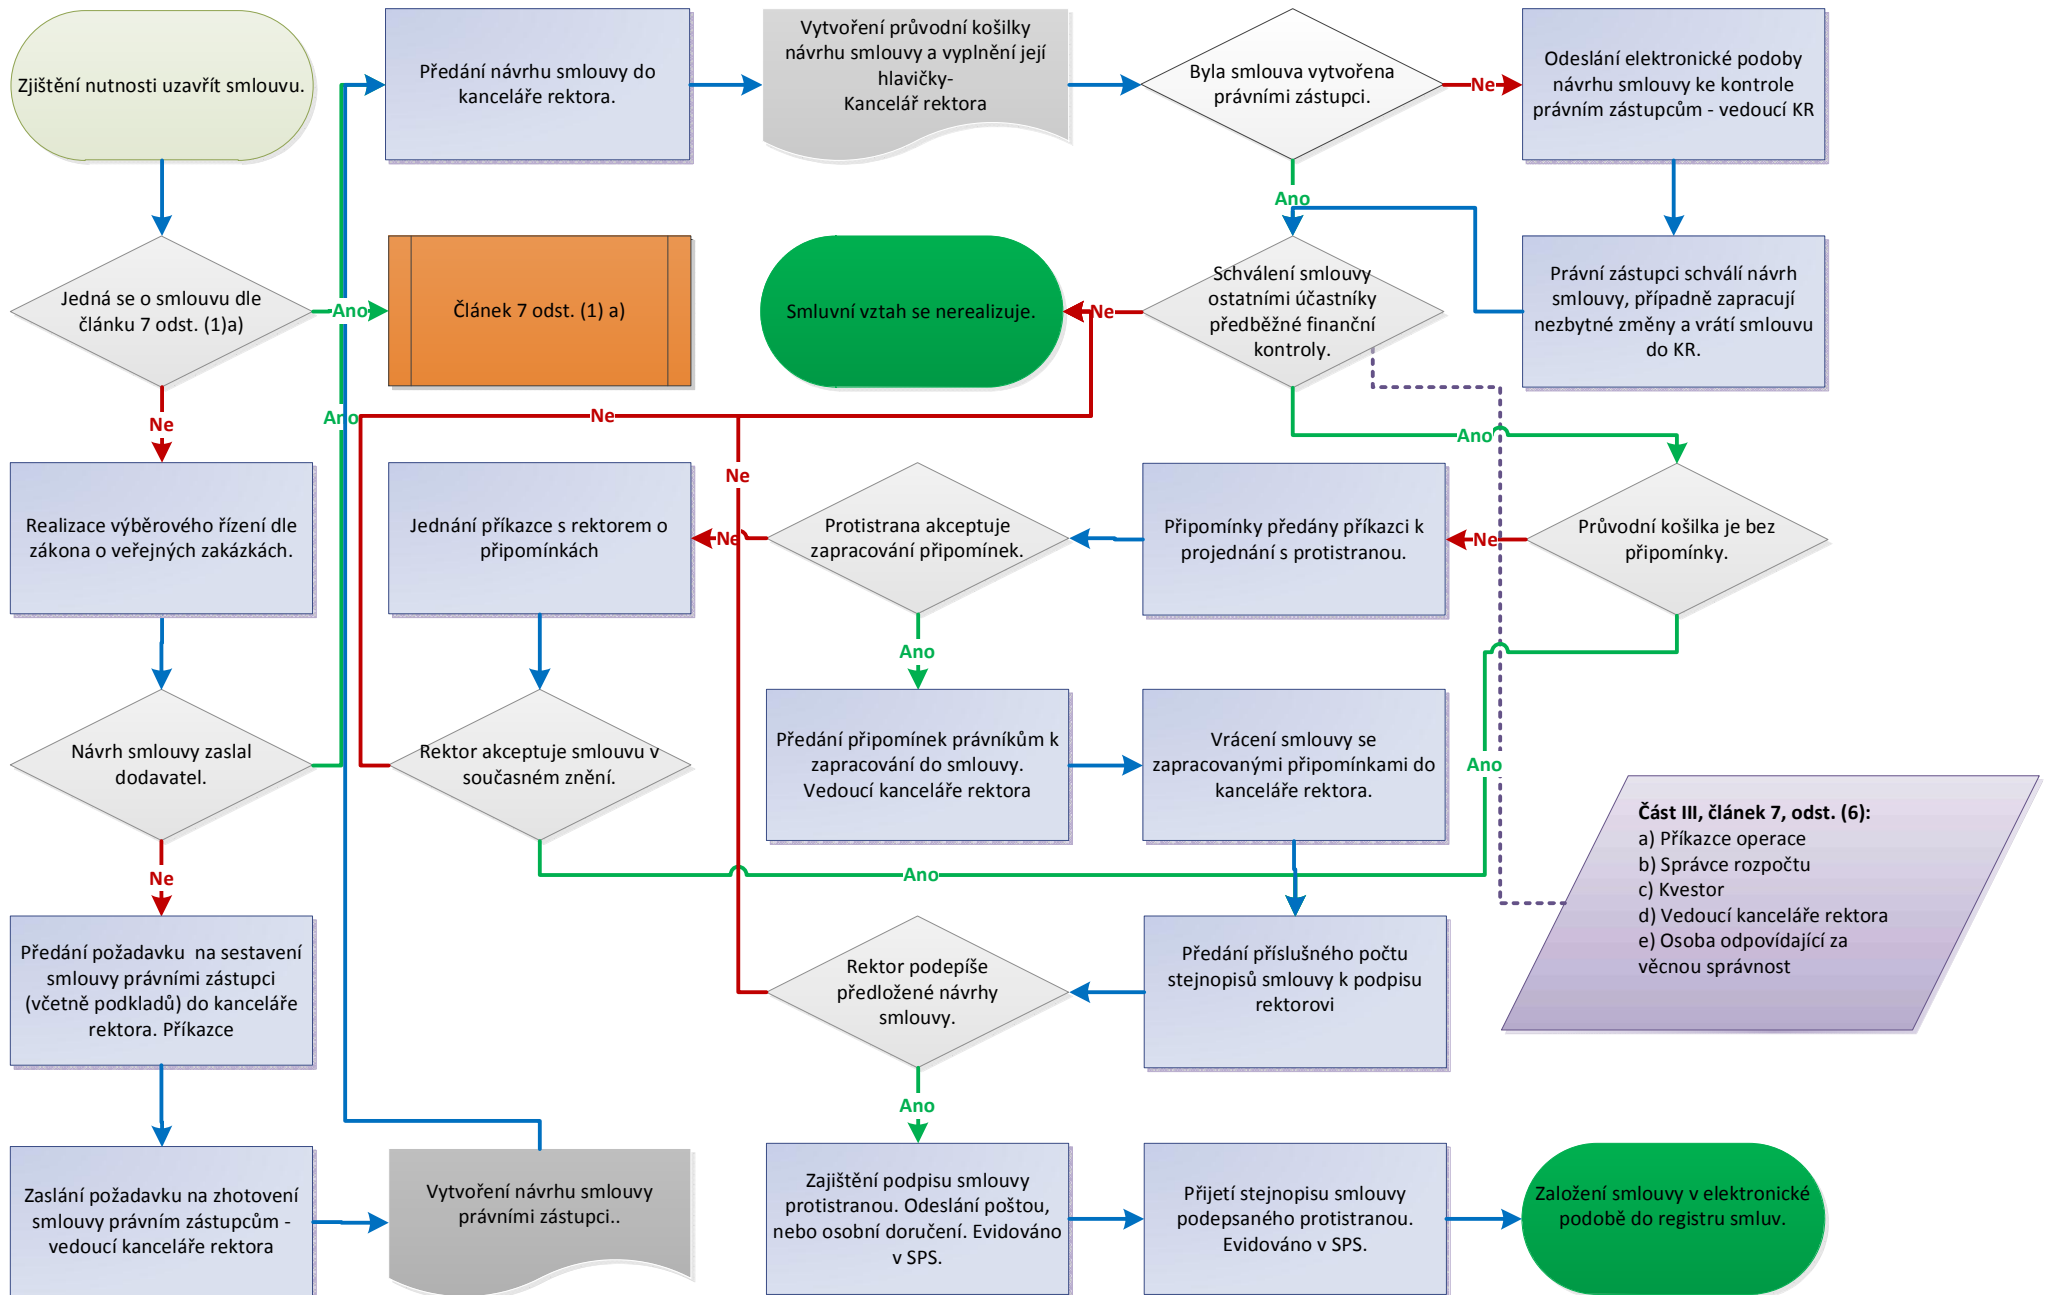 Zjištění nutnosti uzavřít smlouvu.
Předání návrhu smlouvy do
kanceláře rektora.
Vytvoření průvodní košilky
návrhu smlouvy a vyplnění její
hlavičky-
Kancelář rektora
Byla smlouva vytvořena
právními zástupci.
Ne
Odeslání elektronické podoby
návrhu smlouvy ke kontrole
právním zástupcům - vedoucí KR
Ano
Jedná se o smlouvu dle
článku 7 odst. (1)a)
Ano
Článek 7 odst. (1) a)
Smluvní vztah se nerealizuje.
Ne
Schválení smlouvy
ostatními účastníky
předběžné finanční
kontroly.
Právní zástupci schválí návrh
smlouvy, případně zapracují
nezbytné změny a vrátí smlouvu
do KR.
Ne
Ano
Ne
Ano
Ne
Realizace výběrového řízení dle
zákona o veřejných zakázkách.
Jednání příkazce s rektorem o
připomínkách
Ne
Protistrana akceptuje
zapracování připomínek.
Připomínky předány příkazci k
projednání s protistranou.
Ne
Průvodní košilka je bez
připomínky.
Ano
Návrh smlouvy zaslal
dodavatel.
Rektor akceptuje smlouvu v
současném znění.
Předání připomínek právníkům k
zapracování do smlouvy.
Vedoucí kanceláře rektora
Vrácení smlouvy se
zapracovanými připomínkami do
kanceláře rektora.
Ano
Část III, článek 7, odst. (6):
a) Příkazce operace
b) Správce rozpočtu
c) Kvestor
d) Vedoucí kanceláře rektora
e) Osoba odpovídající za
věcnou správnost
Ne
Ano
Předání požadavku  na sestavení
smlouvy právními zástupci
(včetně podkladů) do kanceláře
rektora. Příkazce
Rektor podepíše
předložené návrhy
smlouvy.
Předání příslušného počtu
stejnopisů smlouvy k podpisu
rektorovi
Ano
Zaslání požadavku na zhotovení
smlouvy právním zástupcům -
vedoucí kanceláře rektora
Vytvoření návrhu smlouvy
právními zástupci..
Zajištění podpisu smlouvy
protistranou. Odeslání poštou,
nebo osobní doručení. Evidováno
v SPS.
Přijetí stejnopisu smlouvy
podepsaného protistranou.
Evidováno v SPS.
Založení smlouvy v elektronické
podobě do registru smluv.